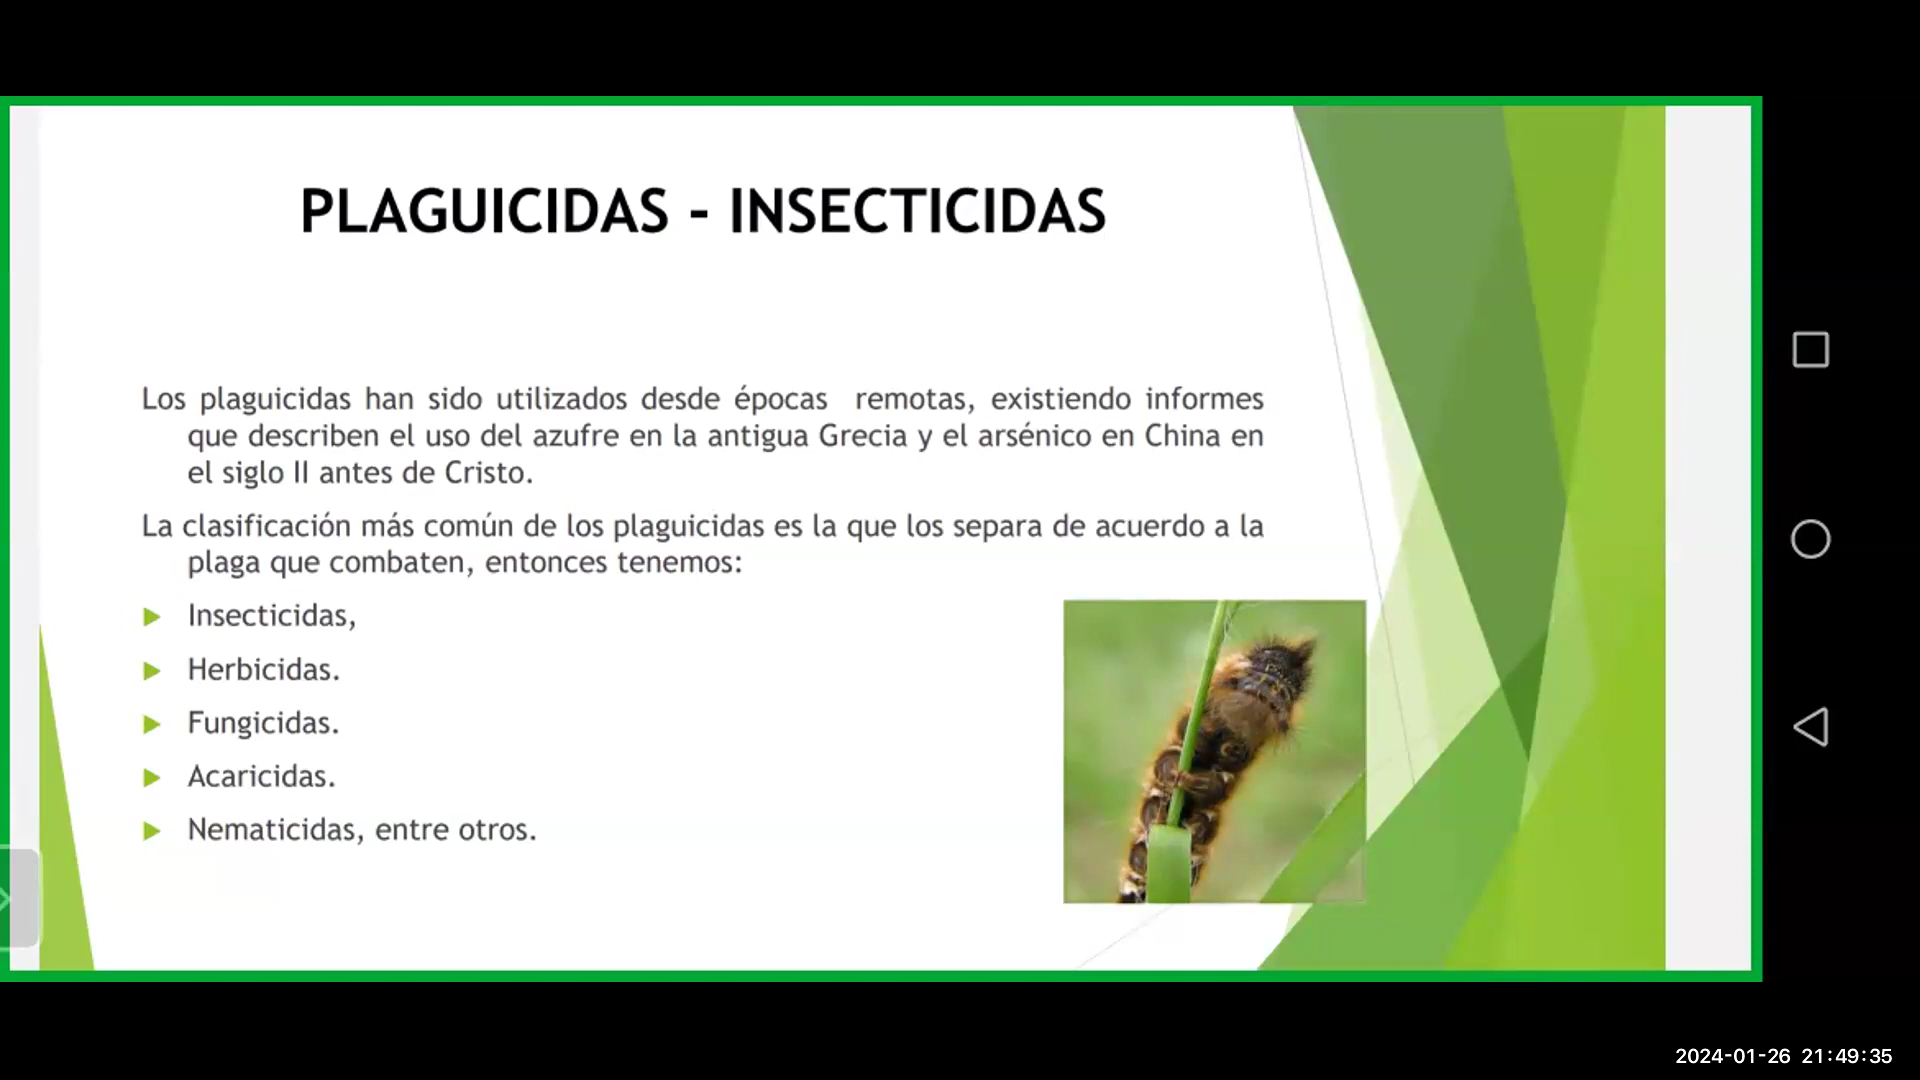 PLAGUICIDAS - INSECTICIDAS
Los plaguicidas han sido utilizados desde épocas remotas, existiendo informes
que describen el uso del azufre en la antigua Grecia y el arsénico en China en
el siglo II antes de Cristo.
La clasificación más común de los plaguicidas es la que los separa de acuerdo a la
plaga que combaten, entonces tenemos:
Insecticidas,
Herbicidas.
Fungicidas.
Acaricidas.
Nematicidas, entre otros.
2024-01-26 21:49:35